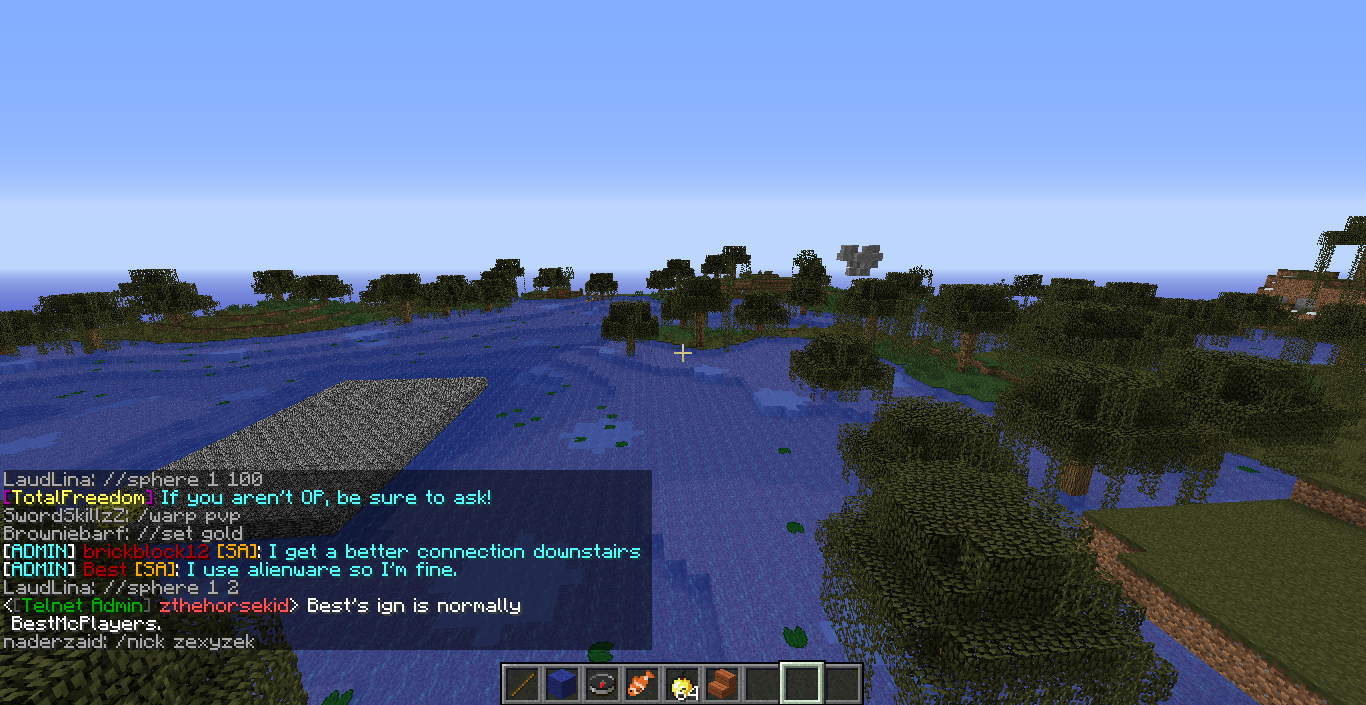 LaudLina: //sphere 1 100
[TotalFreedom] If you aren't OP, be sure to ask!
SwordSkillzZ: /warp pvp
Browniebarf: //set gold
[ADMIN] brickblock12 [SA]: I get a better connection downstairs
[ADMIN] Best [SA]: I use alienware so I'm fine.
LaudLina: //sphere 1 2
<[Telnet Admin] zthehorsekid> Best's ign is normally
BestMcPlayers.
naderzaid: /nick zexyzek
64